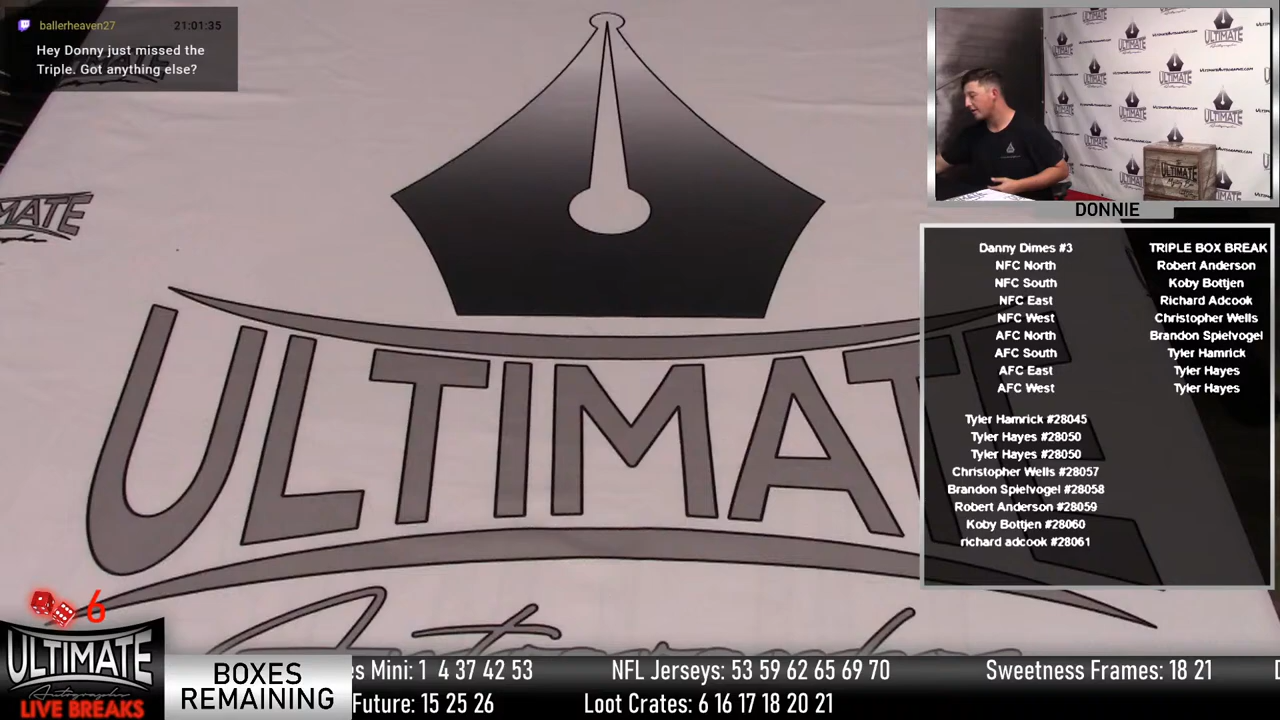 ballerheaven27 21:01:35
Hey Donny just missed the
Triple. Got anything else?
MATE
ULTIMATE
Autographs
ULTIMATE
DONNIE
Danny Dimes #3 TRIPLE BOX BREAK
NFC North Robert Anderson
NFC South Koby Bottjen
NFC East Richard Adcook
NFC West Christopher Wells
AFC North Brandon Spielvogel
AFC South Tyler Hamrick
AFC East Tyler Hayes
AFC West Tyler Hayes
Tyler Hamrick #28045
Tyler Hayes #28050
Tyler Hayes #28050
Christopher Wells #28057
Brandon Spielvogel #28058
Robert Anderson #28059
Koby Bottjen #28060
richard adcook #28061
6
ULTIMATE
Autographs
LIVE BREAKS
BOXES
REMAINING
es Mini: 1 4 37 42 53 NFL Jerseys: 53 59 62 65 69 70 Sweetness Frames: 18 21
Future: 15 25 26 Loot Crates: 6 16 17 18 20 21